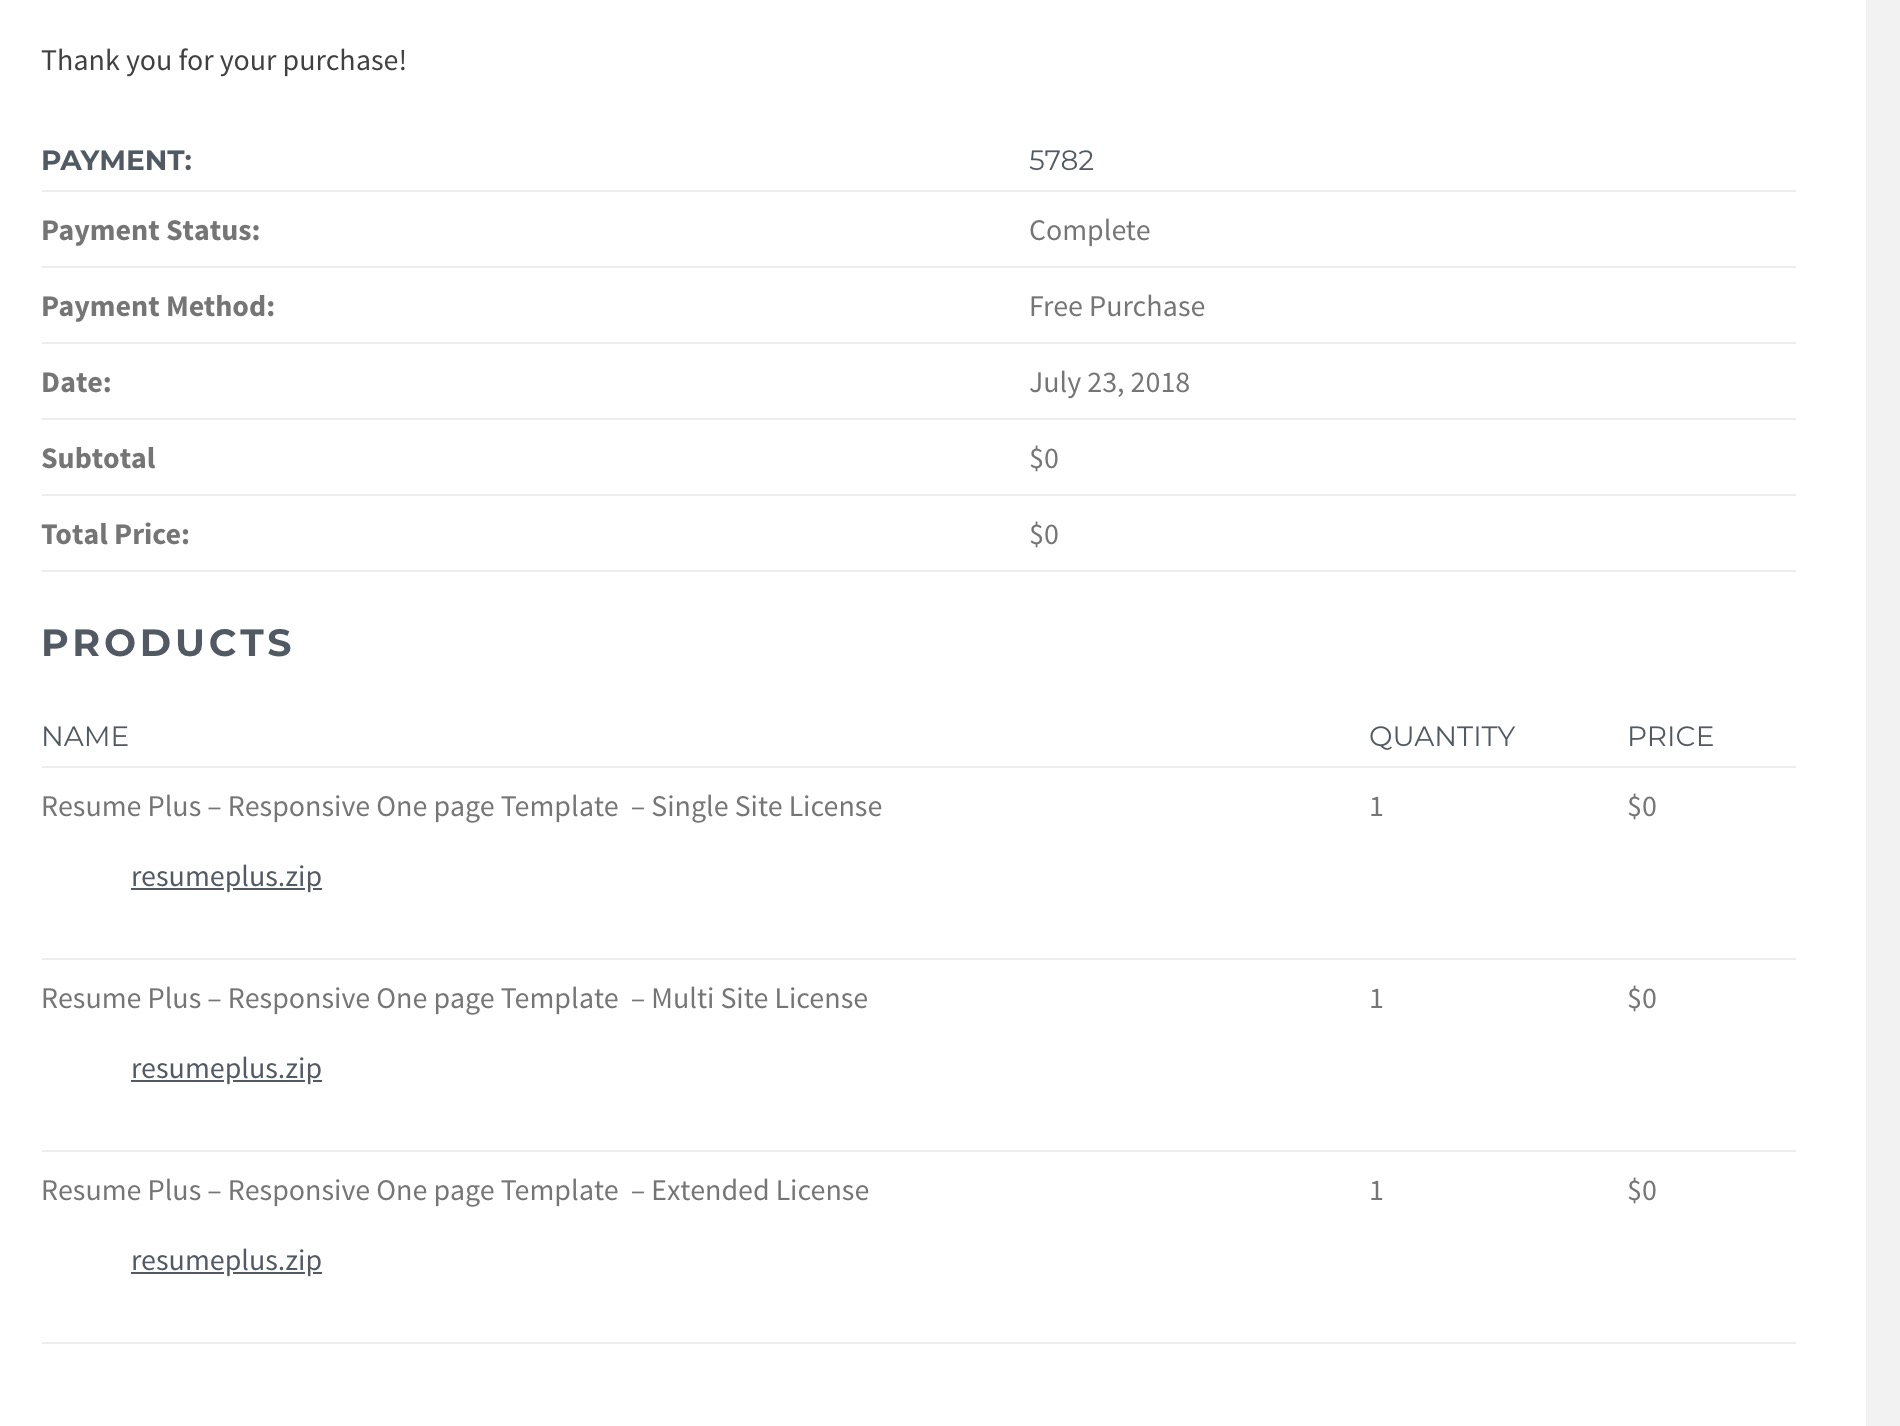 Thank you for your purchase!
PAYMENT: 5782
Payment Status: Complete
Payment Method: Free Purchase
Date: July 23, 2018
Subtotal $0
Total Price: $0
PRODUCTS
NAME QUANTITY PRICE
Resume Plus – Responsive One page Template – Single Site License 1 $0
resumeplus.zip
Resume Plus – Responsive One page Template – Multi Site License 1 $0
resumeplus.zip
Resume Plus – Responsive One page Template – Extended License 1 $0
resumeplus.zip